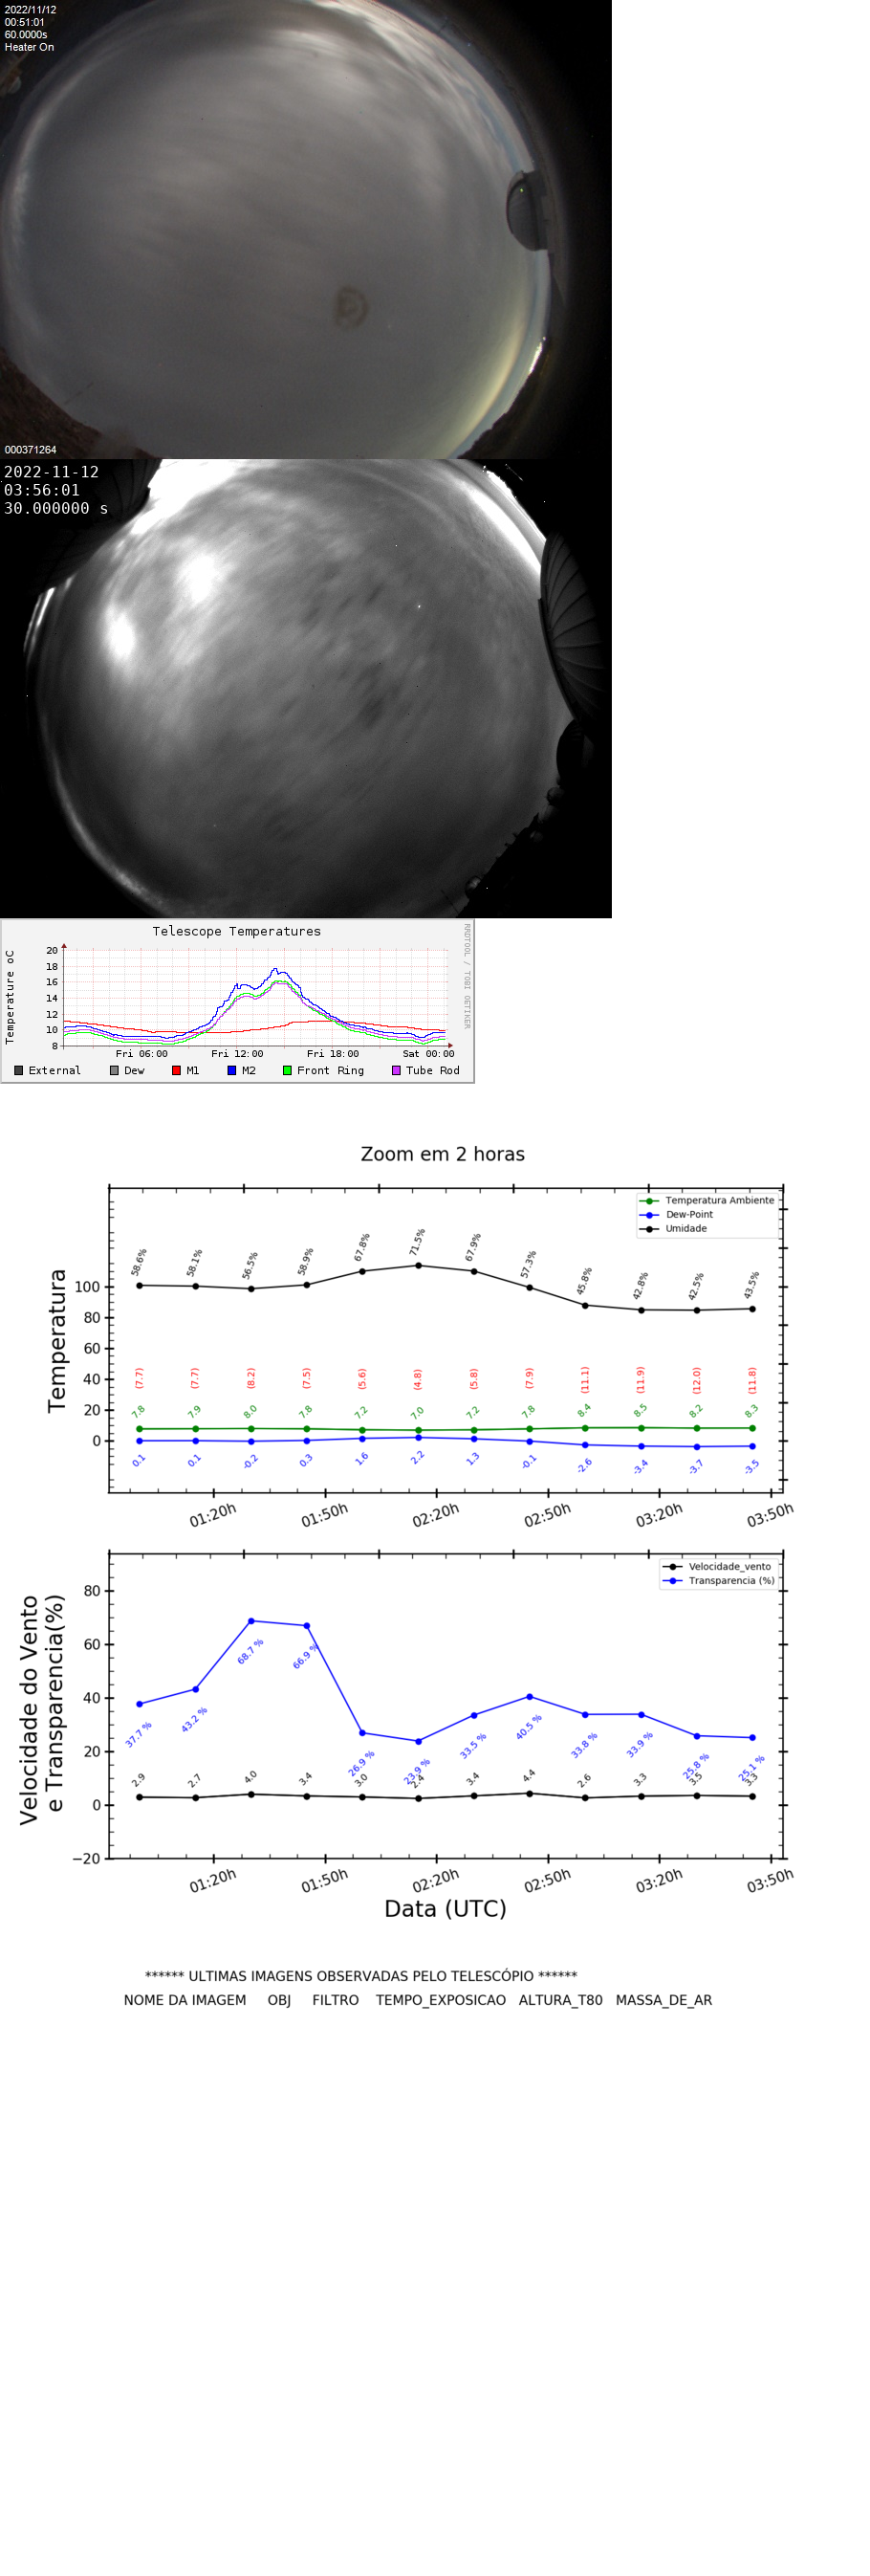 2022/11/12
00:51:01
60.0000s
Heater On
000371264
2022-11-12
03:56:01
30.000000 s
Telescope Temperatures
RRDTOOL / TOBI OETIKER
Temperature oC
20
18
16
14
12
10
8
Fri 06:00 Fri 12:00 Fri 18:00 Sat 00:00
External Dew M1 M2 Front Ring Tube Rod
Zoom em 2 horas
Temperatura Ambiente
Dew-Point
Umidade
Temperatura
100
80
60
40
20
0
58.6% 58.1% 56.5% 58.9% 67.8% 71.5% 67.9% 57.3% 45.8% 42.8% 42.5% 43.5%
(7.7) (7.7) (8.2) (7.5) (5.6) (4.8) (5.8) (7.9) (11.1) (11.9) (12.0) (11.8)
7.8 7.9 8.0 7.8 7.2 7.0 7.2 7.8 8.4 8.5 8.2 8.3
0.1 0.1 -0.2 0.3 1.6 2.2 1.3 -0.1 -2.6 -3.4 -3.7 -3.5
01:20h 01:50h 02:20h 02:50h 03:20h 03:50h
Velocidade_vento
Transparencia (%)
Velocidade do Vento
e Transparencia(%)
80
60
40
20
0
−20
37.7 % 43.2 % 68.7 % 66.9 % 26.9 % 23.9 % 33.5 % 40.5 % 33.8 % 33.9 % 25.8 % 25.1 %
2.9 2.7 4.0 3.4 3.0 2.4 3.4 4.4 2.6 3.3 3.5 3.3
01:20h 01:50h 02:20h 02:50h 03:20h 03:50h
Data (UTC)
****** ULTIMAS IMAGENS OBSERVADAS PELO TELESCÓPIO ******
NOME DA IMAGEM OBJ FILTRO TEMPO_EXPOSICAO ALTURA_T80 MASSA_DE_AR